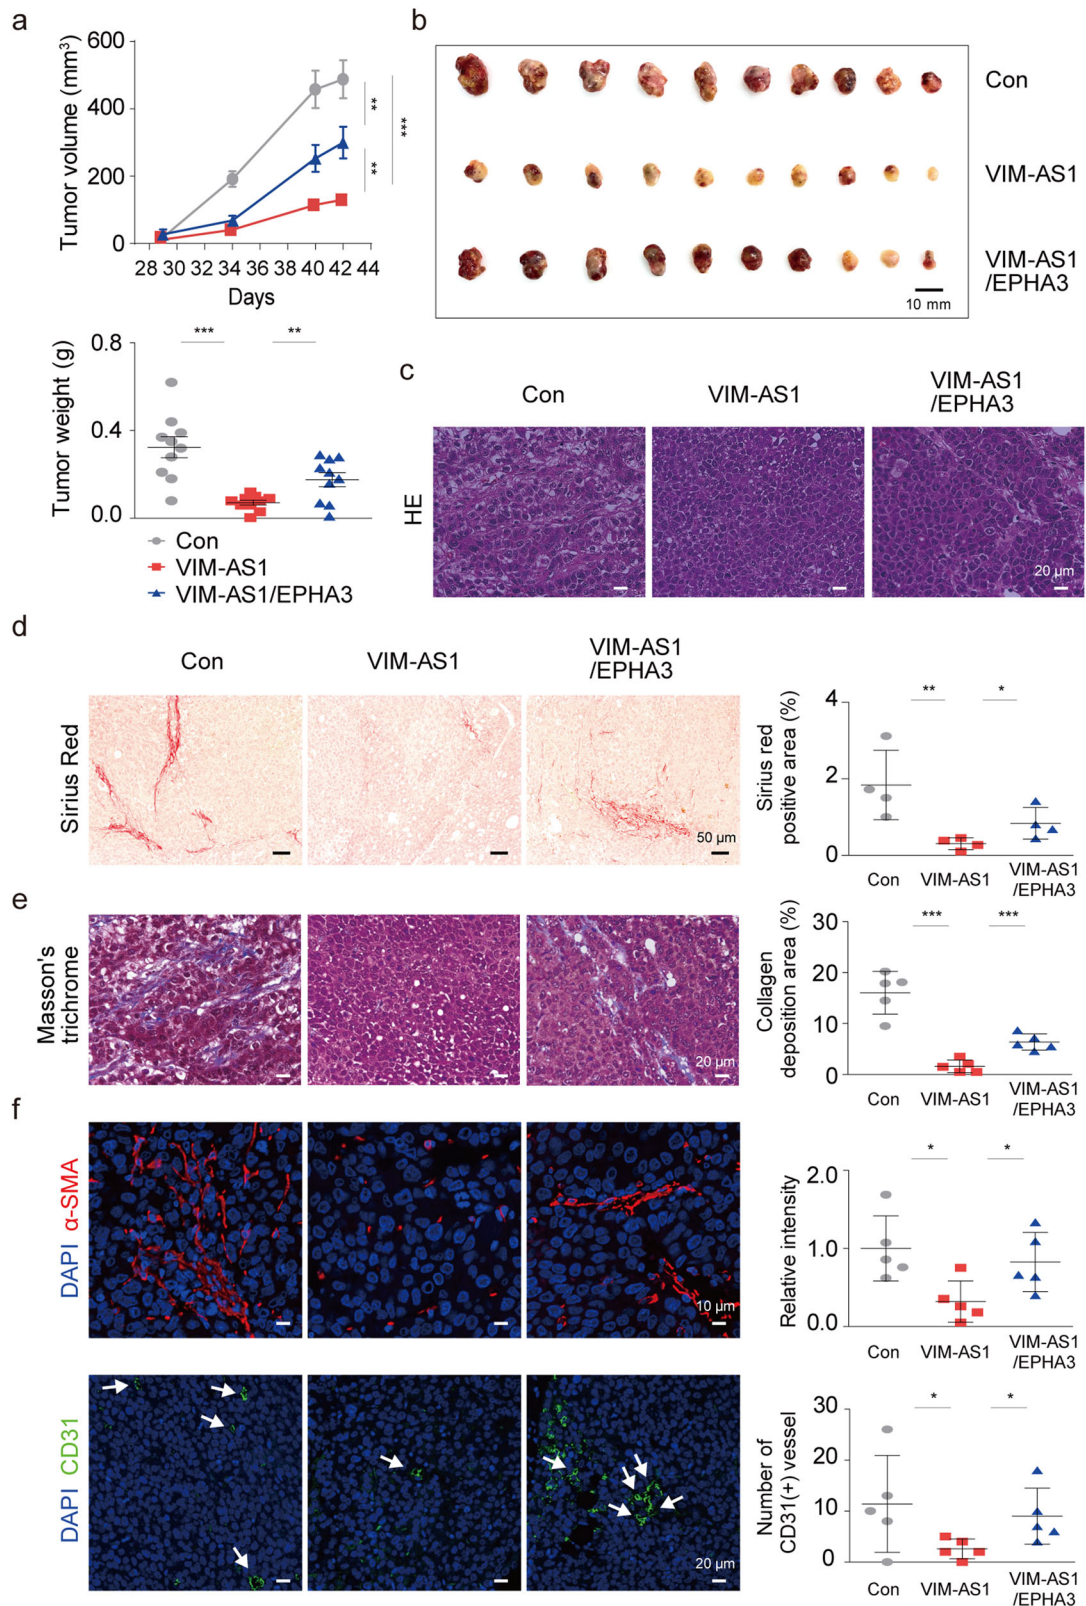 a
Tumor volume (mm³)
600
400
200
0
28 30 32 34 36 38 40 42 44
Days
**
**
***
b
Con
VIM-AS1
VIM-AS1
/EPHA3
10 mm
Tumor weight (g)
0.8
0.4
0.0
***
**
Con
VIM-AS1
VIM-AS1/EPHA3
c
Con
VIM-AS1
VIM-AS1
/EPHA3
HE
20 µm
d
Con
VIM-AS1
VIM-AS1
/EPHA3
Sirius Red
50 µm
Sirius red
positive area (%)
4
2
0
**
*
Con
VIM-AS1
VIM-AS1
/EPHA3
e
Masson's
trichrome
20 µm
Collagen
deposition area (%)
30
20
10
0
***
***
Con
VIM-AS1
VIM-AS1
/EPHA3
f
DAPI α-SMA
10 µm
Relative intensity
2.0
1.0
0.0
*
*
Con
VIM-AS1
VIM-AS1
/EPHA3
DAPI CD31
20 µm
Number of
CD31(+) vessel
30
20
10
0
*
*
Con
VIM-AS1
VIM-AS1
/EPHA3